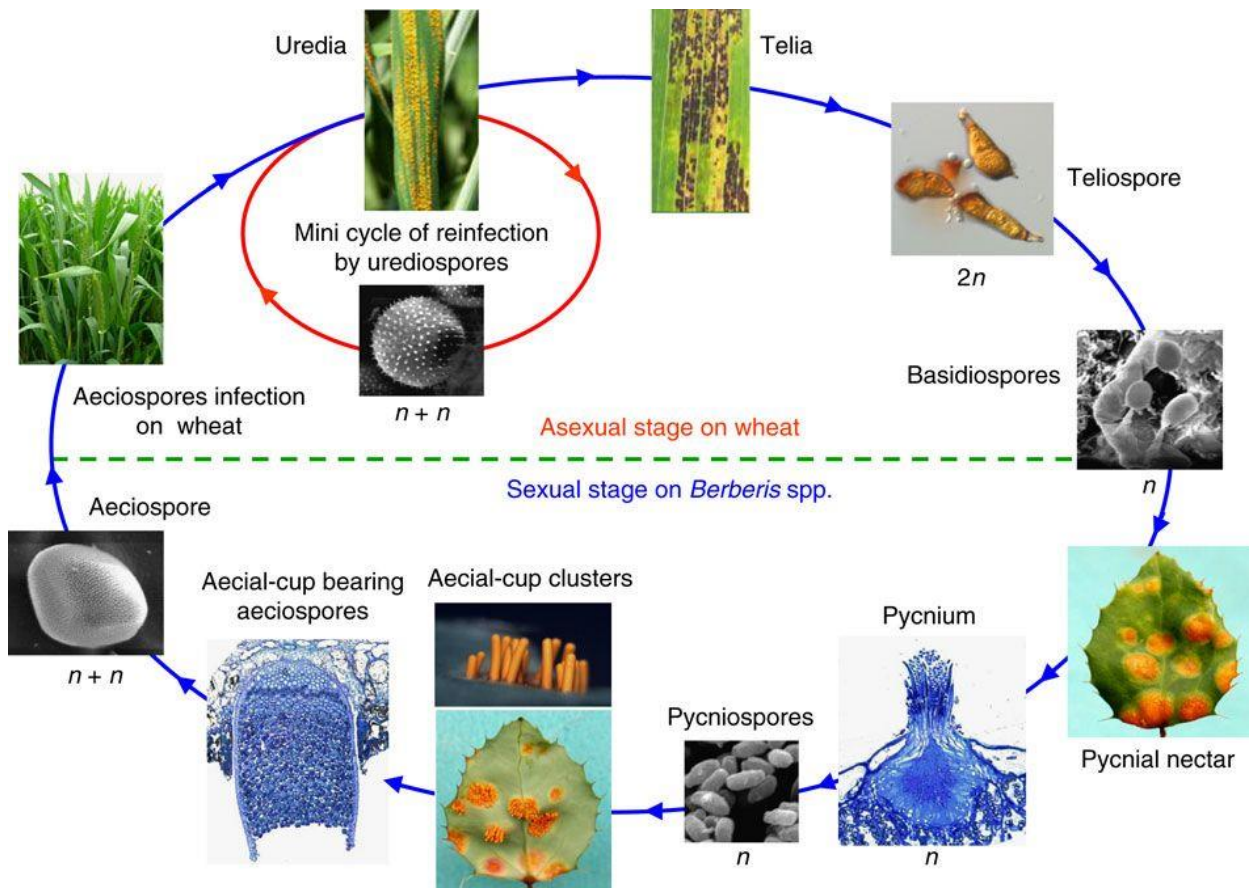 Uredia
Telia
Teliospore
2n
Mini cycle of reinfection
by urediospores
n + n
Basidiospores
n
Aeciospores infection
on wheat
Asexual stage on wheat
Sexual stage on Berberis spp.
Aeciospore
n + n
Aecial-cup bearing
aeciospores
Aecial-cup clusters
Pycniospores
n
Pycnium
n
Pycnial nectar